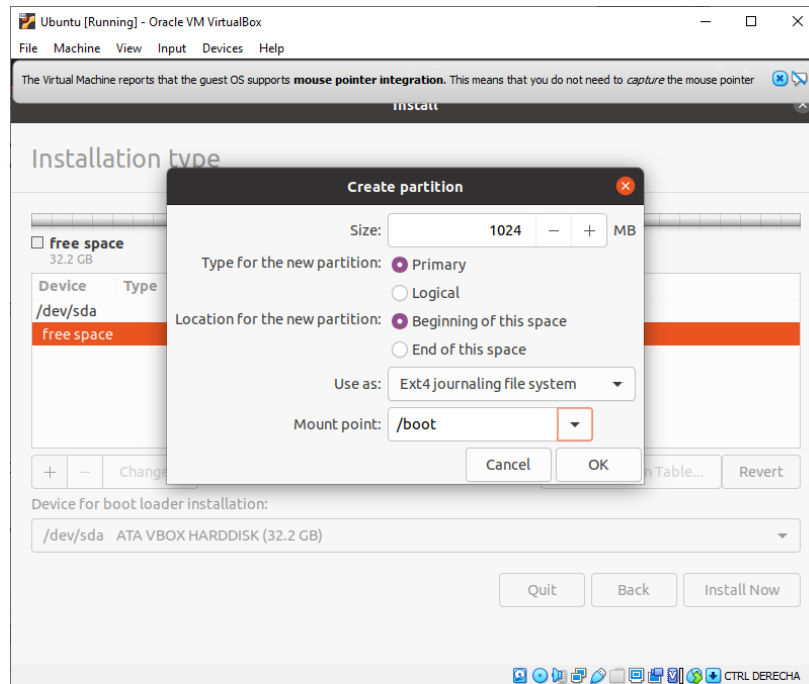 Ubuntu [Running] - Oracle VM VirtualBox
File Machine View Input Devices Help
The Virtual Machine reports that the guest OS supports mouse pointer integration. This means that you do not need to capture the mouse pointer
Install
Installation type
Create partition
Size: 1024 MB
Type for the new partition: Primary
Logical
Location for the new partition: Beginning of this space
End of this space
Use as: Ext4 journaling file system
Mount point: /boot
Cancel OK
free space
32.2 GB
Device Type
/dev/sda
free space
+ - Change n Table... Revert
Device for boot loader installation:
/dev/sda ATA VBOX HARDDISK (32.2 GB)
Quit Back Install Now
CTRL DERECHA